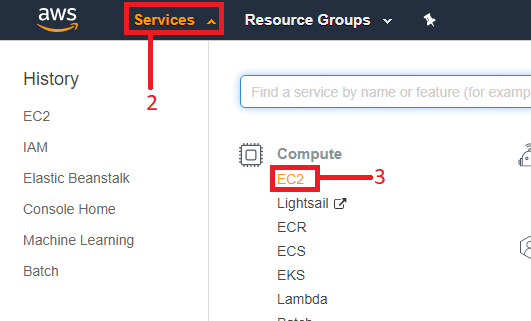 aws
Services
Resource Groups
2
History
EC2
IAM
Elastic Beanstalk
Console Home
Machine Learning
Batch
Find a service by name or feature (for examp
Compute
EC2
3
Lightsail
ECR
ECS
EKS
Lambda
Batch